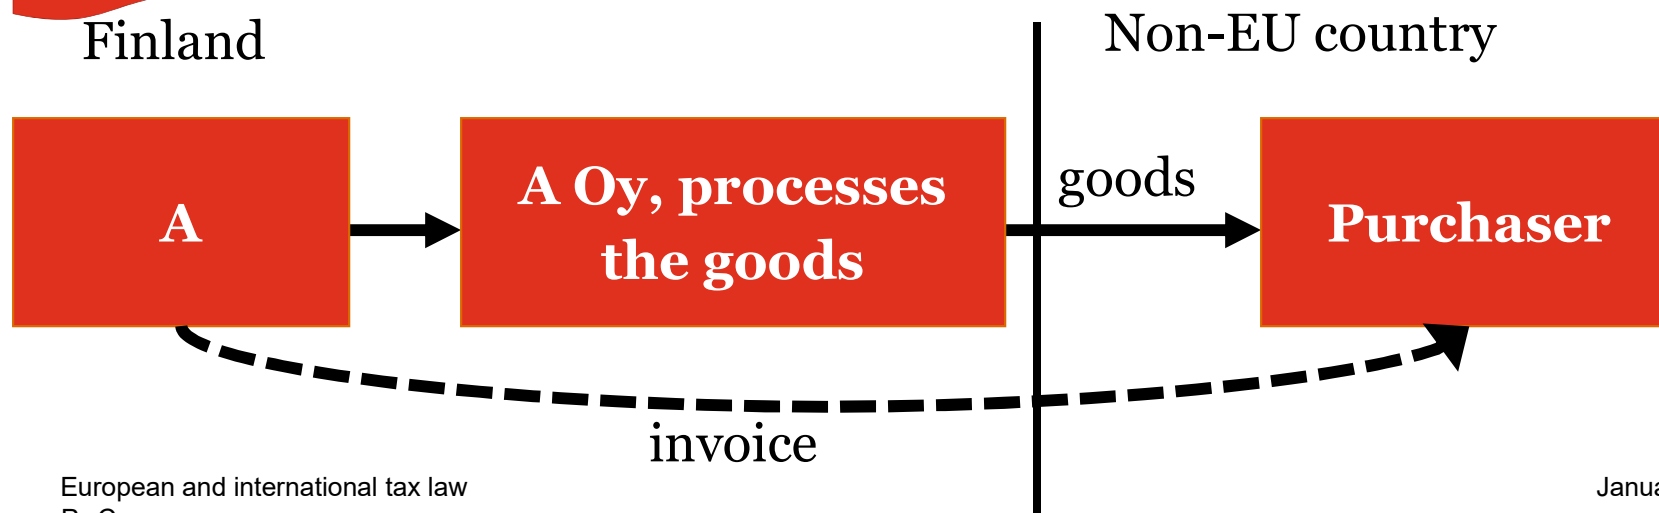 Finland
Non-EU country
A
A Oy, processes
the goods
goods
Purchaser
invoice
European and international tax law